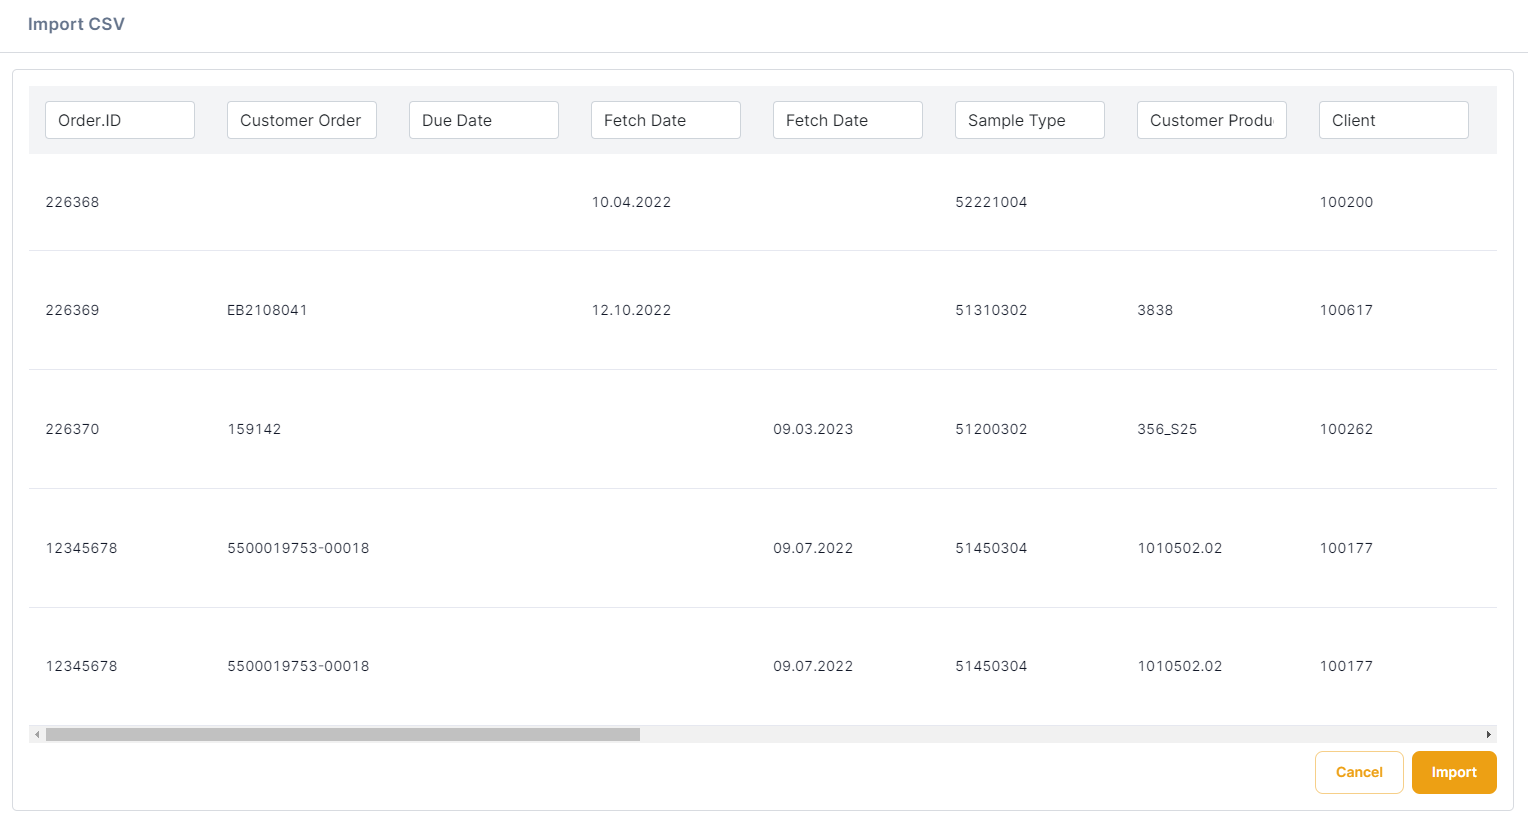 Import CSV
Order.ID Customer Order Due Date Fetch Date Fetch Date Sample Type Customer Produ Client
226368 10.04.2022 52221004 100200
226369 EB2108041 12.10.2022 51310302 3838 100617
226370 159142 09.03.2023 51200302 356_S25 100262
12345678 5500019753-00018 09.07.2022 51450304 1010502.02 100177
12345678 5500019753-00018 09.07.2022 51450304 1010502.02 100177
Cancel Import